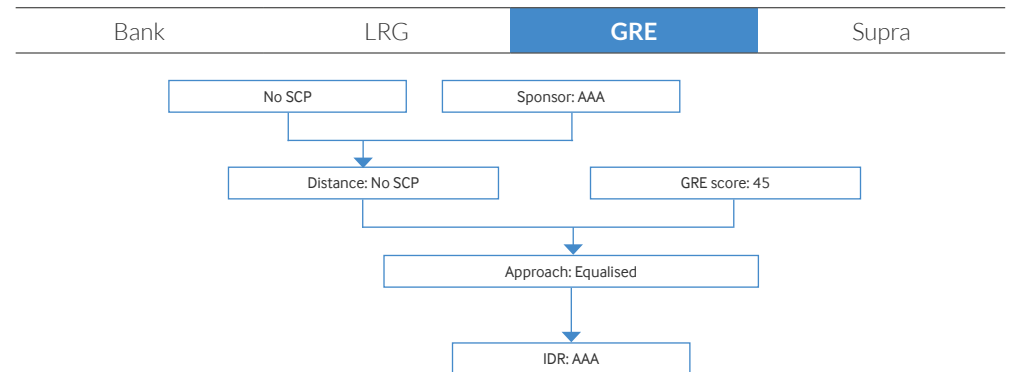 Bank LRG GRE Supra
No SCP Sponsor: AAA
Distance: No SCP GRE score: 45
Approach: Equalised
IDR: AAA